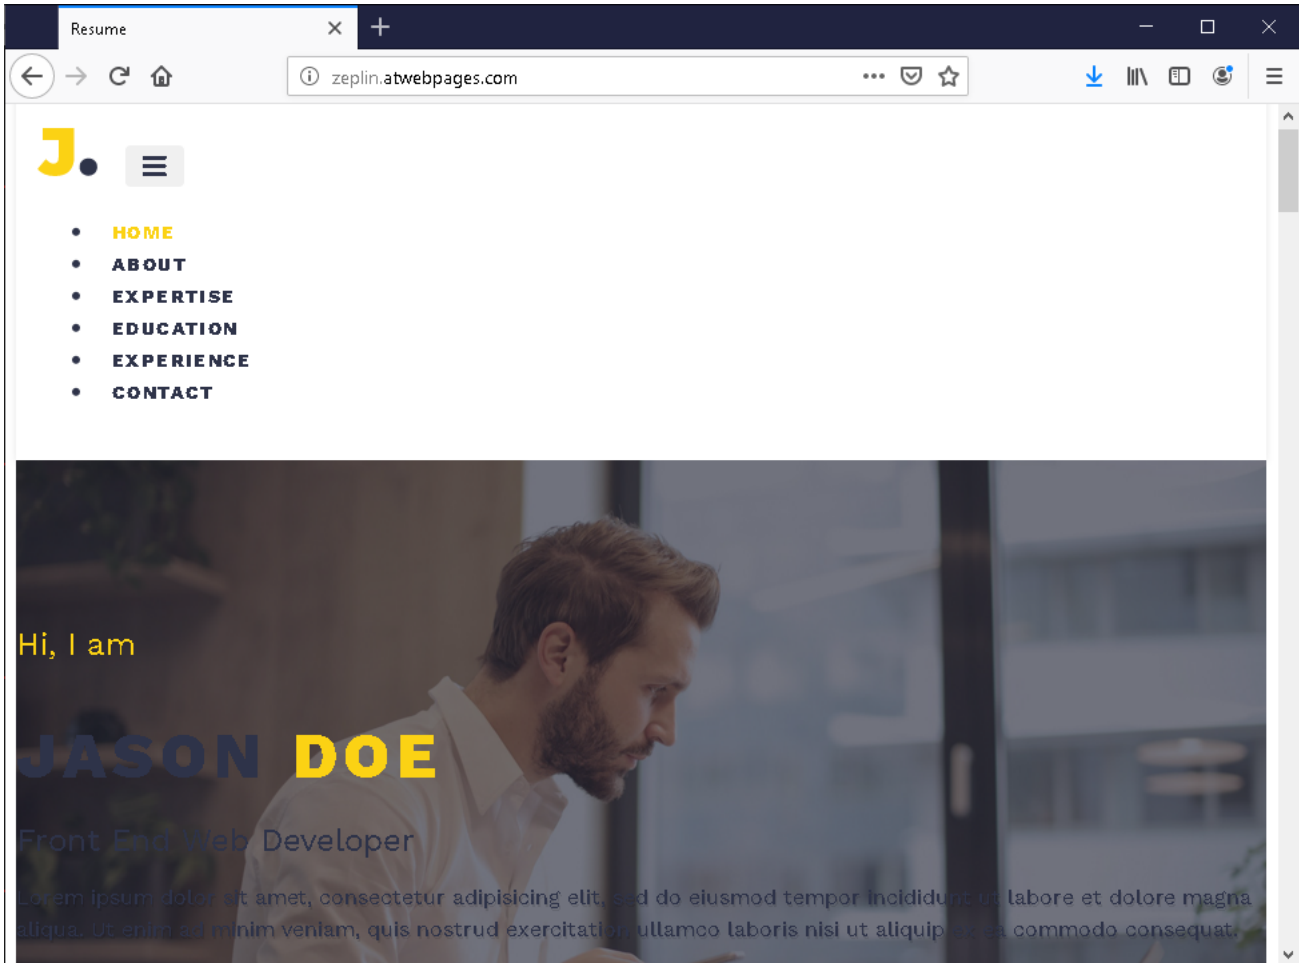 Resume
zeplin.atwebpages.com
J.
HOME
ABOUT
EXPERTISE
EDUCATION
EXPERIENCE
CONTACT
Hi, I am
JASON DOE
Front End Web Developer
Lorem ipsum dolor sit amet, consectetur adipisicing elit, sed do eiusmod tempor incididunt ut labore et dolore magna
aliqua. Ut enim ad minim veniam, quis nostrud exercitation ullamco laboris nisi ut aliquip ex ea commodo consequat.